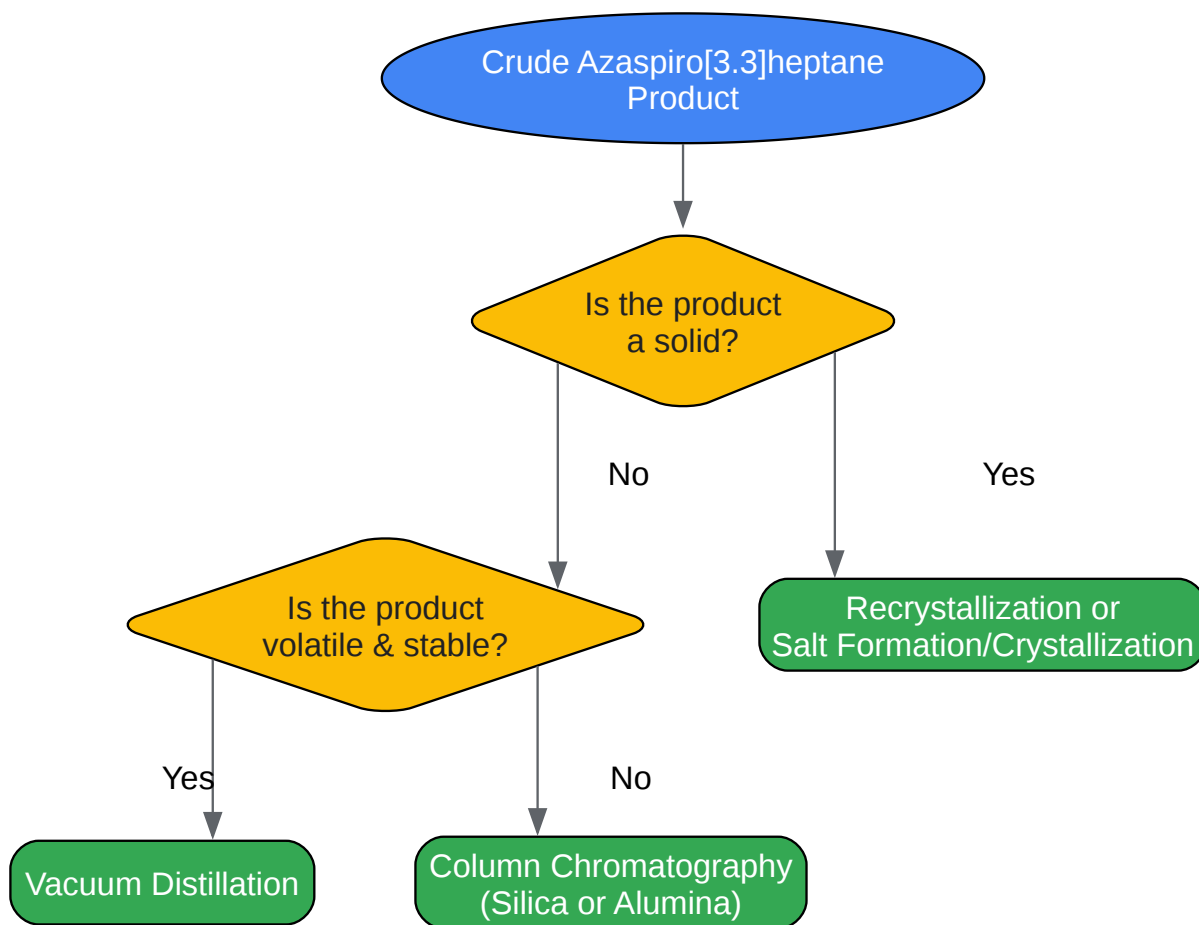 Crude Azaspiro[3.3]heptane
Product
Is the product
a solid?
No
Yes
Is the product
volatile & stable?
Recrystallization or
Salt Formation/Crystallization
Yes
No
Vacuum Distillation
Column Chromatography
(Silica or Alumina)